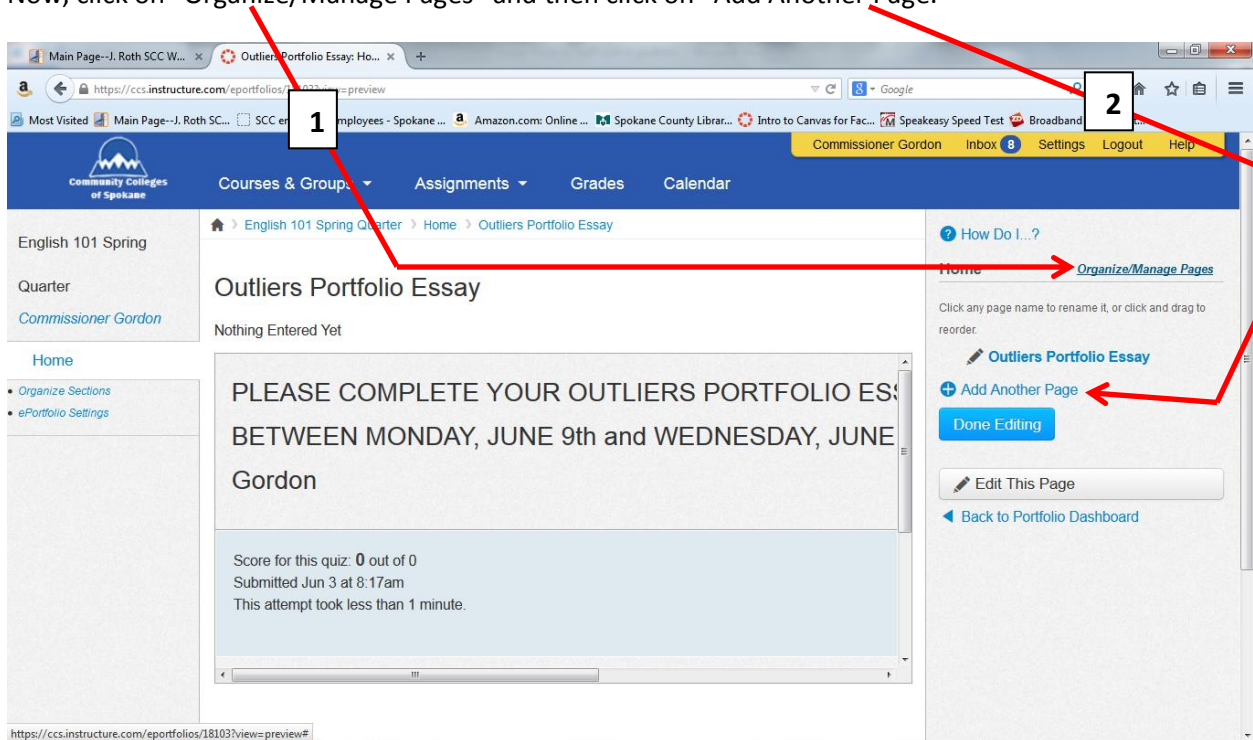 Now, click on "Organize/Manage Pages" and then click on "Add Another Page."
Main Page--J. Roth SCC W... × Outliers Portfolio Essay: Ho... × +
https://ccs.instructure.com/eportfolios/ view=preview Google
Most Visited Main Page--J. Roth SC... SCC Employees - Spokane ... Amazon.com: Online ... Spokane County Librar... Intro to Canvas for Fac... Speakeasy Speed Test Broadband
1
2
Commissioner Gordon Inbox 8 Settings Logout Help
Community Colleges
of Spokane
Courses & Groups Assignments Grades Calendar
English 101 Spring
Quarter
Commissioner Gordon
Home
Organize Sections
ePortfolio Settings
English 101 Spring Quarter > Home > Outliers Portfolio Essay
Outliers Portfolio Essay
Nothing Entered Yet
PLEASE COMPLETE YOUR OUTLIERS PORTFOLIO ESS
BETWEEN MONDAY, JUNE 9th and WEDNESDAY, JUNE
Gordon
Score for this quiz: 0 out of 0
Submitted Jun 3 at 8:17am
This attempt took less than 1 minute.
How Do I...?
Home Organize/Manage Pages
Click any page name to rename it, or click and drag to
reorder.
Outliers Portfolio Essay
Add Another Page
Done Editing
Edit This Page
Back to Portfolio Dashboard
https://ccs.instructure.com/eportfolios/18103?view=preview#